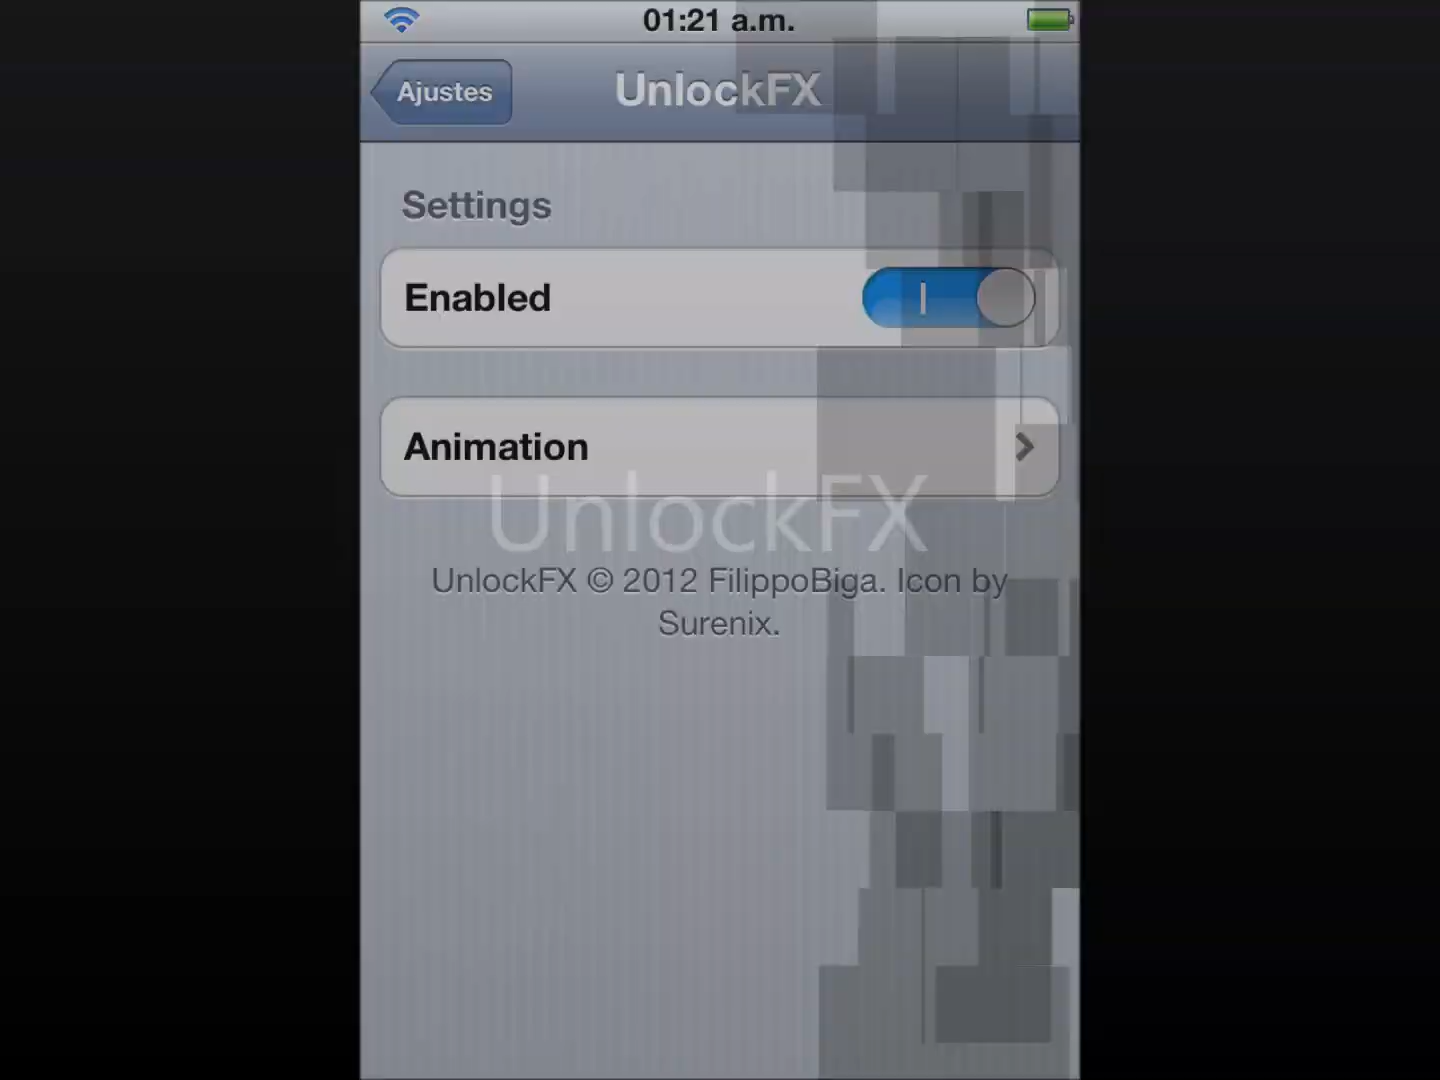 01:21 a.m.
Ajustes
UnlockFX
Settings
Enabled
Animation
UnlockFX
UnlockFX © 2012 FilippoBiga. Icon by
Surenix.